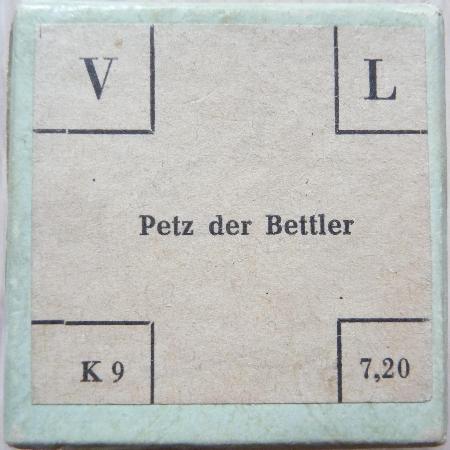 V L
Petz der Bettler
K 9 7,20